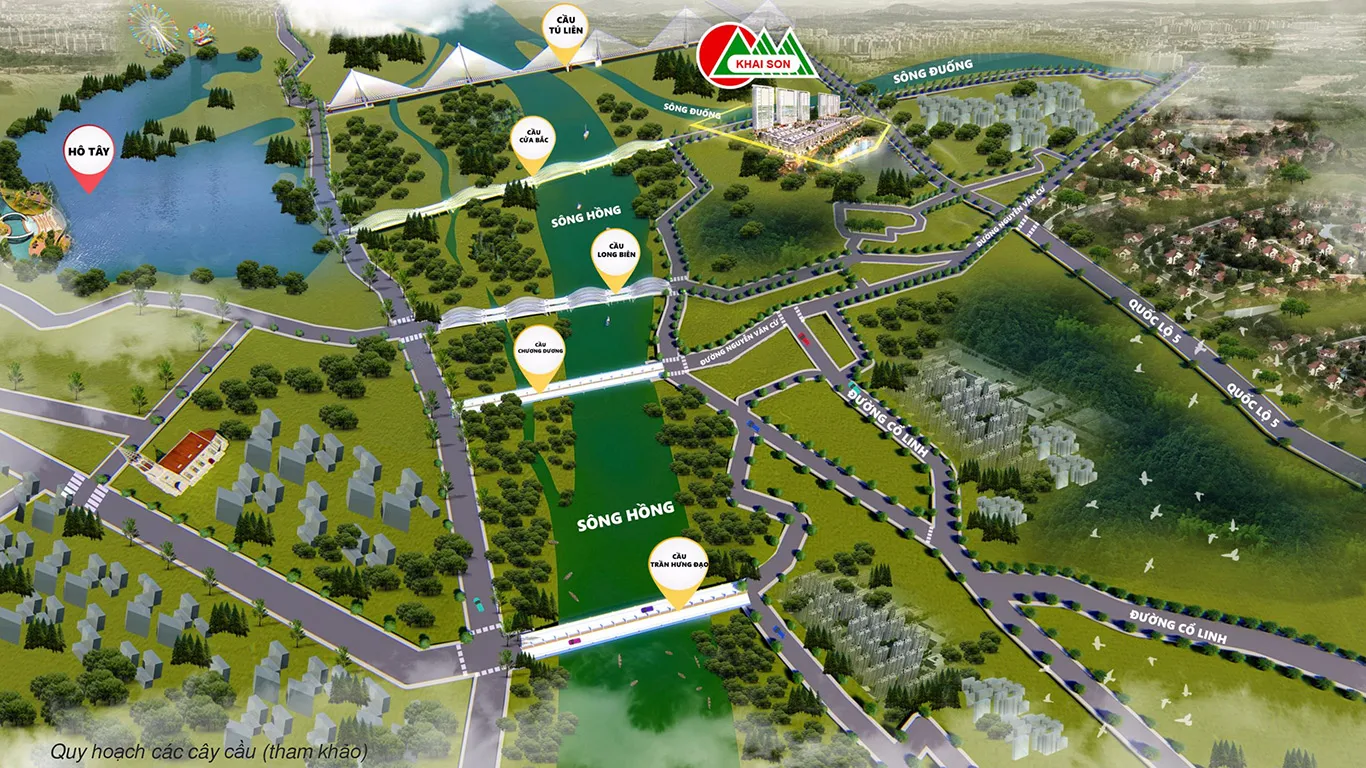 CẦU
TỨ LIÊN
KHAI SON
SÔNG ĐUỐNG
SÔNG ĐUỐNG
CẦU
CỬA BẮC
HỒ TÂY
SÔNG HỒNG
CẦU
LONG BIÊN
ĐƯỜNG NGUYỄN VĂN CỪ
QUỐC LỘ 5
CẦU
CHƯƠNG DƯƠNG
ĐƯỜNG NGUYỄN VĂN CỪ
QUỐC LỘ 5
ĐƯỜNG CỔ LINH
SÔNG HỒNG
CẦU
TRẦN HƯNG ĐẠO
ĐƯỜNG CỔ LINH
Quy hoạch các cây cầu (tham khảo)